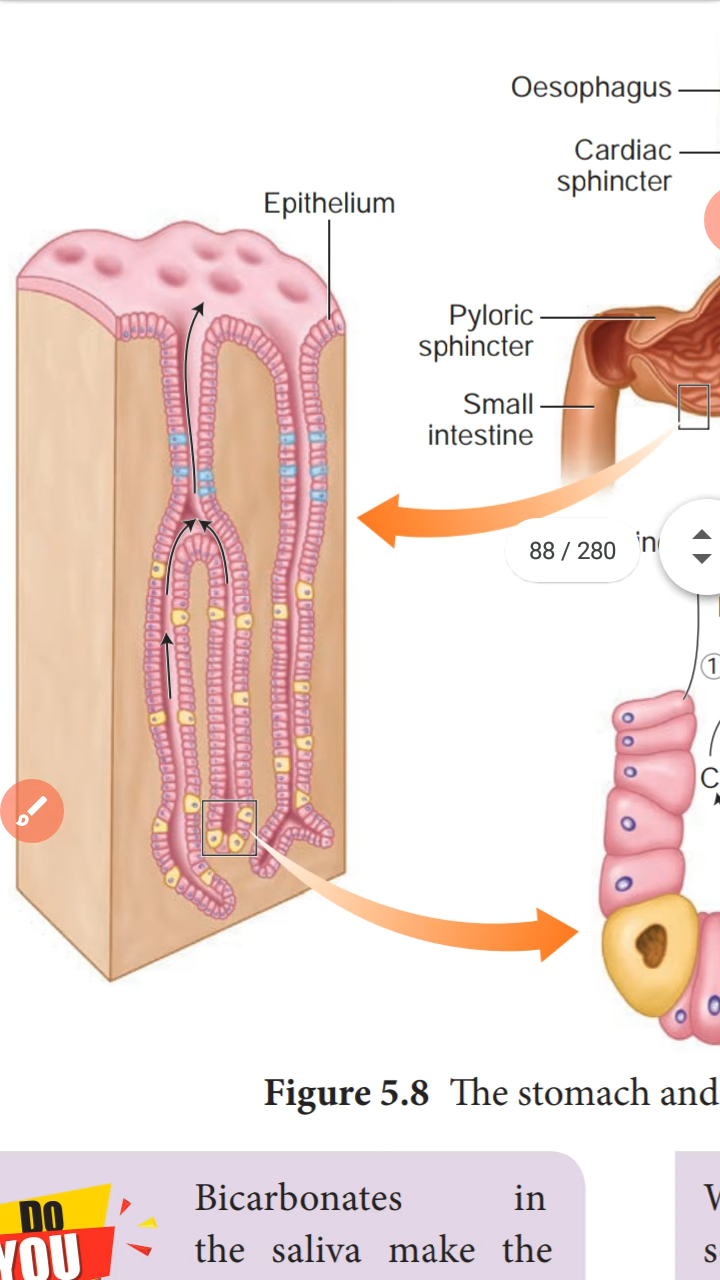 Oesophagus
Cardiac
sphincter
Epithelium
Pyloric
sphincter
Small
intestine
88 / 280
1
Figure 5.8 The stomach and
DO
YOU
Bicarbonates in
the saliva make the